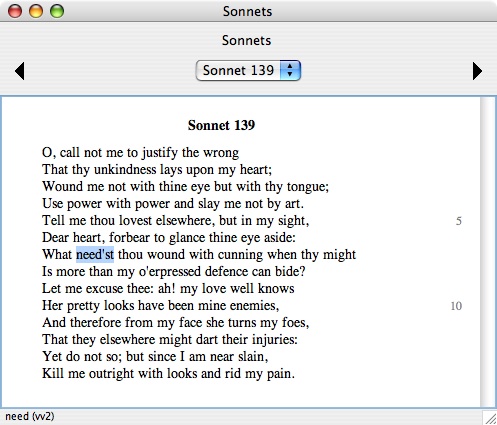 Sonnets
Sonnets
Sonnet 139
Sonnet 139
O, call not me to justify the wrong
That thy unkindness lays upon my heart;
Wound me not with thine eye but with thy tongue;
Use power with power and slay me not by art.
Tell me thou lovest elsewhere, but in my sight, 5
Dear heart, forbear to glance thine eye aside:
What need'st thou wound with cunning when thy might
Is more than my o'erpressed defence can bide?
Let me excuse thee: ah! my love well knows
Her pretty looks have been mine enemies, 10
And therefore from my face she turns my foes,
That they elsewhere might dart their injuries:
Yet do not so; but since I am near slain,
Kill me outright with looks and rid my pain.
need (vv2)